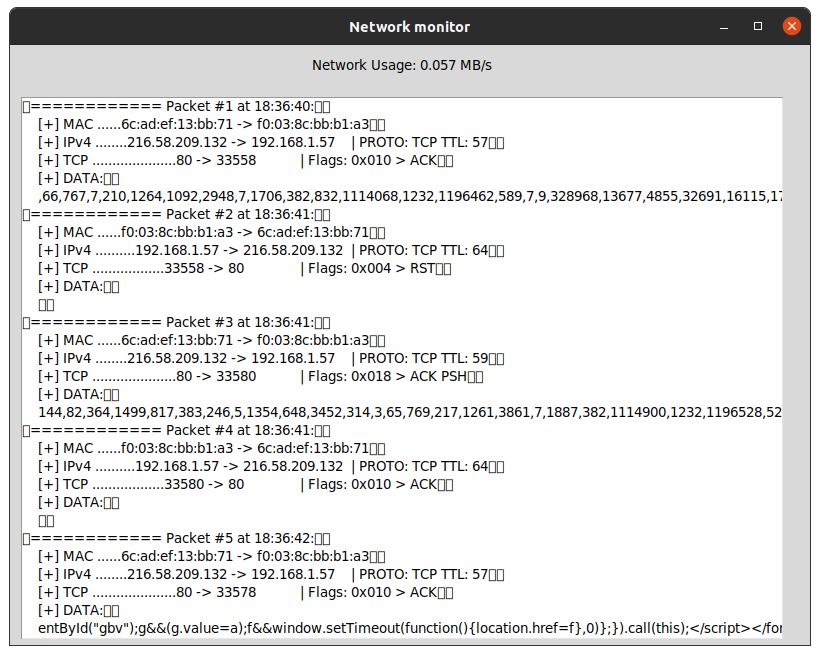 Network monitor
Network Usage: 0.057 MB/s
============ Packet #1 at 18:36:40:
[+] MAC ......6c:ad:ef:13:bb:71 -> f0:03:8c:bb:b1:a3
[+] IPv4 ........216.58.209.132 -> 192.168.1.57 | PROTO: TCP TTL: 57
[+] TCP .....................80 -> 33558 | Flags: 0x010 > ACK
[+] DATA:
,66,767,7,210,1264,1092,2948,7,1706,382,832,1114068,1232,1196462,589,7,9,328968,13677,4855,32691,16115,17
============ Packet #2 at 18:36:41:
[+] MAC ......f0:03:8c:bb:b1:a3 -> 6c:ad:ef:13:bb:71
[+] IPv4 ..........192.168.1.57 -> 216.58.209.132 | PROTO: TCP TTL: 64
[+] TCP ..................33558 -> 80 | Flags: 0x004 > RST
[+] DATA:
============ Packet #3 at 18:36:41:
[+] MAC ......6c:ad:ef:13:bb:71 -> f0:03:8c:bb:b1:a3
[+] IPv4 ........216.58.209.132 -> 192.168.1.57 | PROTO: TCP TTL: 59
[+] TCP .....................80 -> 33580 | Flags: 0x018 > ACK PSH
[+] DATA:
144,82,364,1499,817,383,246,5,1354,648,3452,314,3,65,769,217,1261,3861,7,1887,382,1114900,1232,1196528,52
============ Packet #4 at 18:36:41:
[+] MAC ......f0:03:8c:bb:b1:a3 -> 6c:ad:ef:13:bb:71
[+] IPv4 ..........192.168.1.57 -> 216.58.209.132 | PROTO: TCP TTL: 64
[+] TCP ..................33580 -> 80 | Flags: 0x010 > ACK
[+] DATA:
============ Packet #5 at 18:36:42:
[+] MAC ......6c:ad:ef:13:bb:71 -> f0:03:8c:bb:b1:a3
[+] IPv4 ........216.58.209.132 -> 192.168.1.57 | PROTO: TCP TTL: 57
[+] TCP .....................80 -> 33578 | Flags: 0x010 > ACK
[+] DATA:
entById("gbv");g&&(g.value=a);f&&window.setTimeout(function(){location.href=f},0)};}).call(this);</script></for